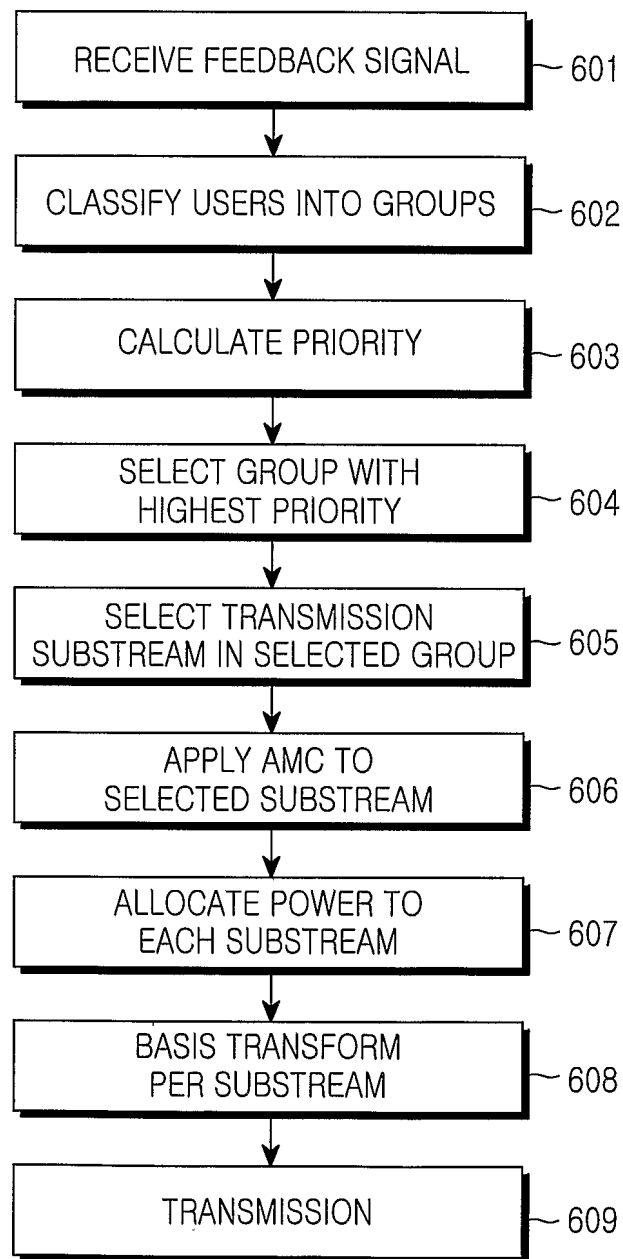 RECEIVE FEEDBACK SIGNAL
601
CLASSIFY USERS INTO GROUPS
602
CALCULATE PRIORITY
603
SELECT GROUP WITH
HIGHEST PRIORITY
604
SELECT TRANSMISSION
SUBSTREAM IN SELECTED GROUP
605
APPLY AMC TO
SELECTED SUBSTREAM
606
ALLOCATE POWER TO
EACH SUBSTREAM
607
BASIS TRANSFORM
PER SUBSTREAM
608
TRANSMISSION
609